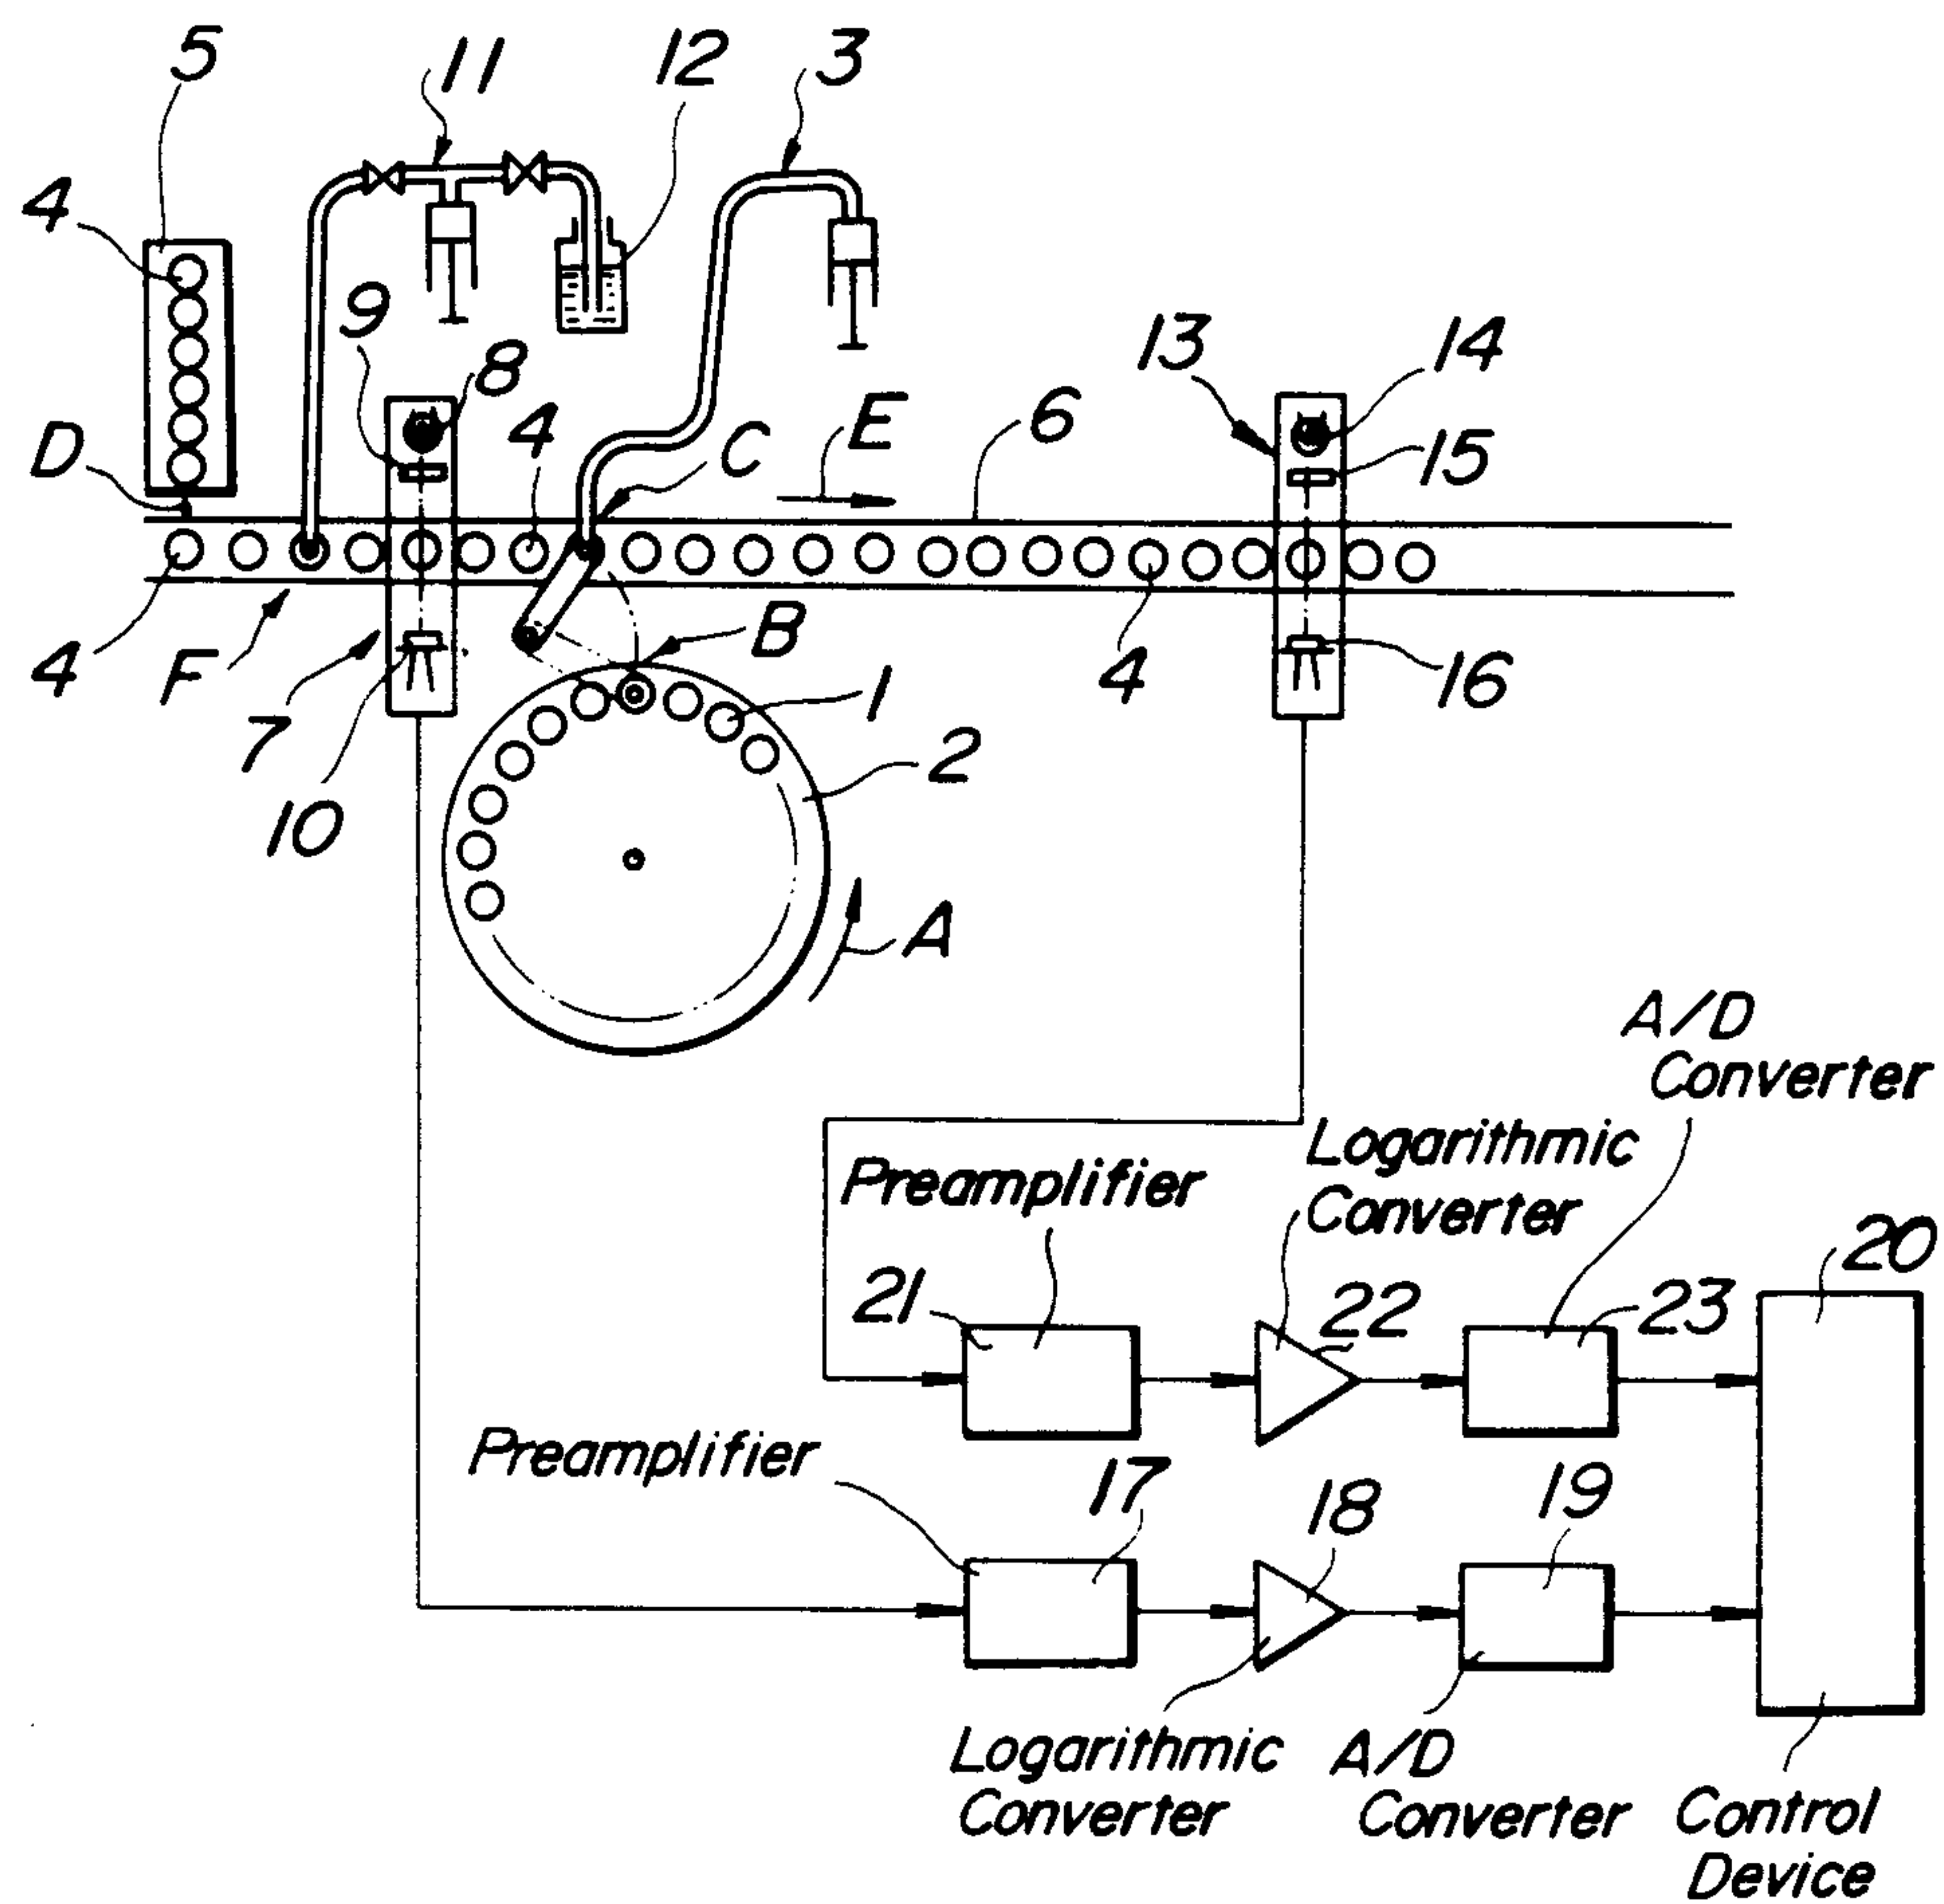 5
11
12
3
4
9
8
4
13
14
D
C
E
6
15
B
4
F
7
10
1
2
4
16
A
A/D
Converter
Logarithmic
Converter
Preamplifier
20
21
22
23
Preamplifier
17
18
19
Logarithmic
Converter
A/D
Converter
Control
Device